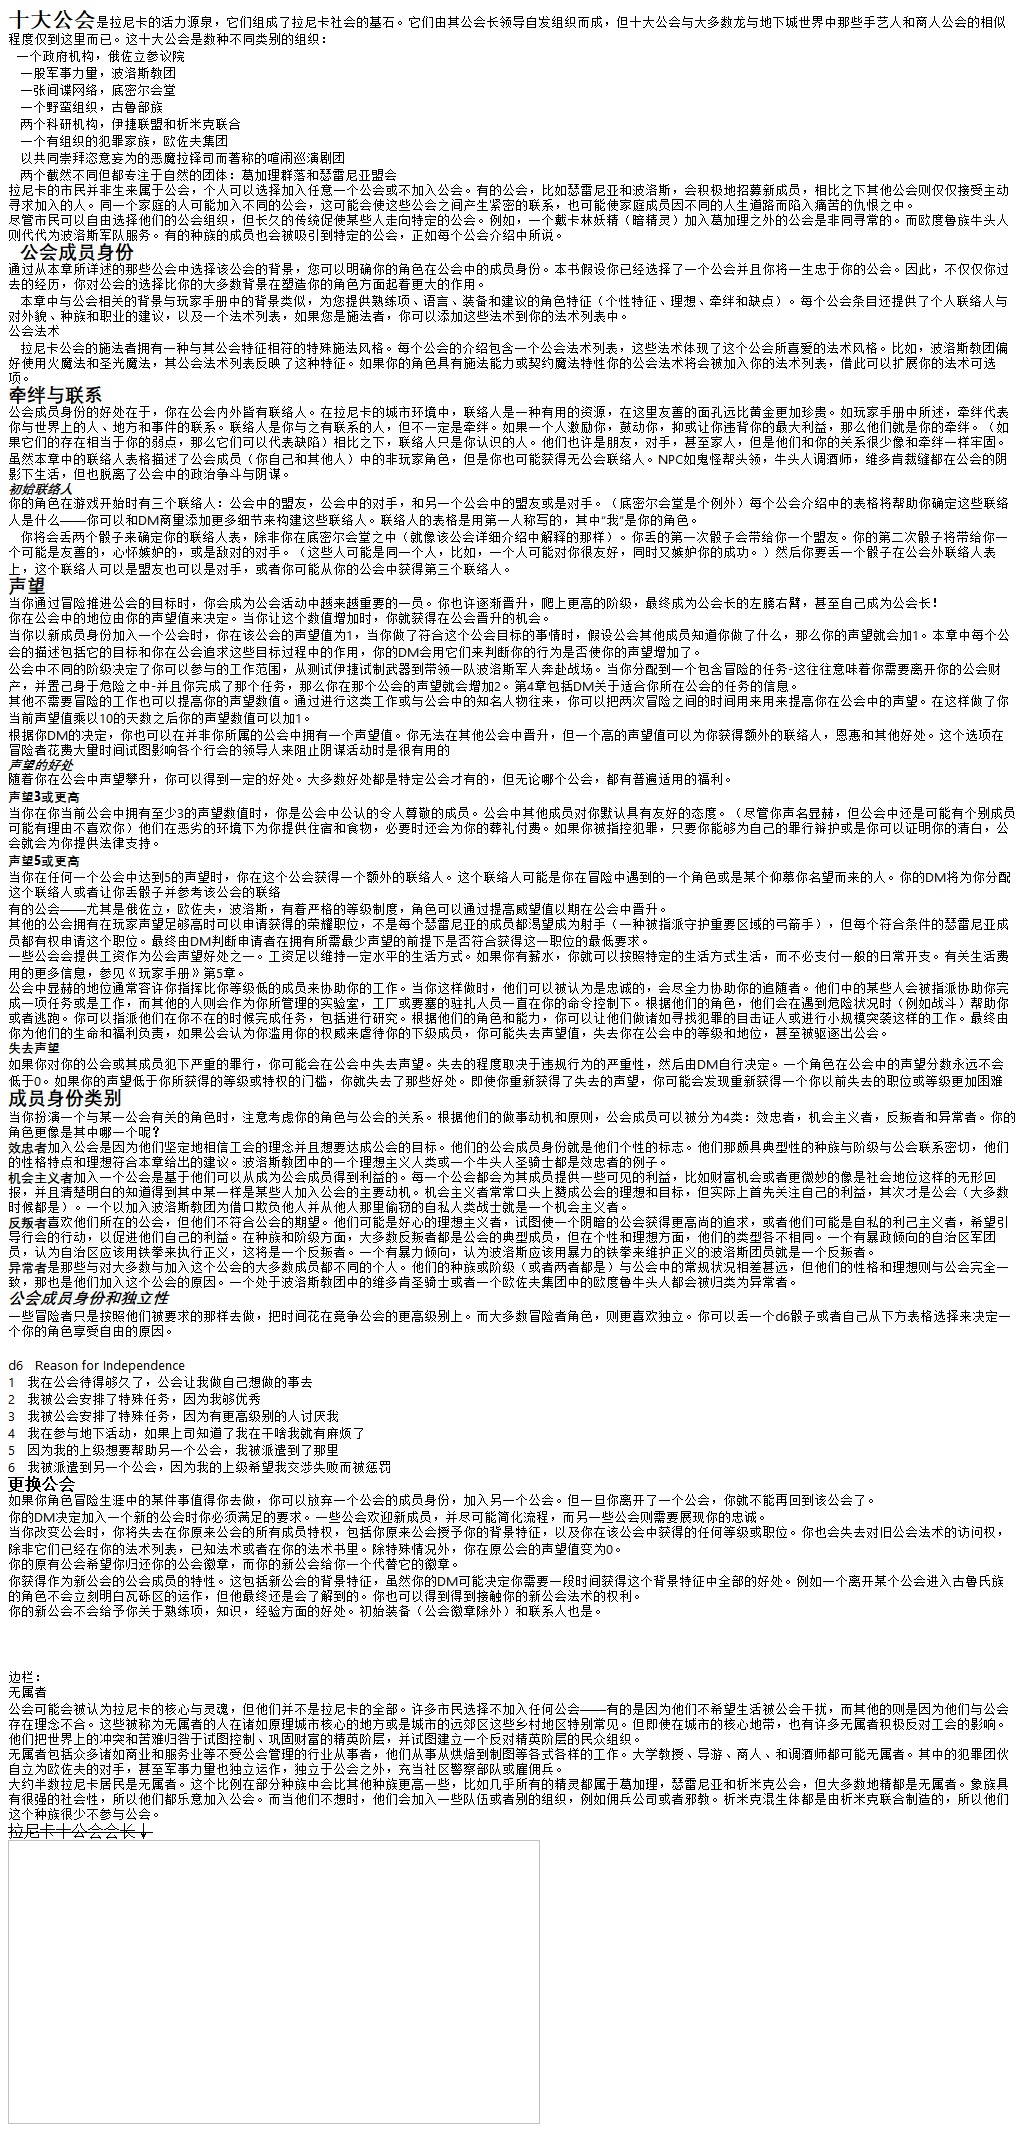 十大公会是拉尼卡的活力源泉，它们组成了拉尼卡社会的基石。它们由其公会长领导自发组织而成，但十大公会与大多数龙与地下城世界中那些手艺人和商人公会的相似
程度仅到这里而已。这十大公会是数种不同类别的组织：
一个政府机构，俄佐立参议院
一股军事力量，波洛斯教团
一张间谍网络，底密尔会堂
一个野蛮组织，古鲁部族
两个科研机构，伊捷联盟和析米克联合
一个有组织的犯罪家族，欧佐夫集团
以共同崇拜恣意妄为的恶魔拉铎司而著称的喧闹巡演剧团
两个截然不同但都专注于自然的团体：葛加理群落和瑟雷尼亚盟会
拉尼卡的市民并非生来属于公会，个人可以选择加入任意一个公会或不加入公会。有的公会，比如瑟雷尼亚和波洛斯，会积极地招募新成员，相比之下其他公会则仅仅接受主动
寻求加入的人。同一个家庭的人可能加入不同的公会，这可能会使这些公会之间产生紧密的联系，也可能使家庭成员因不同的人生道路而陷入痛苦的仇恨之中。
尽管市民可以自由选择他们的公会组织，但长久的传统促使某些人走向特定的公会。例如，一个戴卡林妖精（暗精灵）加入葛加理之外的公会是非同寻常的。而欧度鲁族牛头人
则代代为波洛斯军队服务。有的种族的成员也会被吸引到特定的公会，正如每个公会介绍中所说。
公会成员身份
通过从本章所详述的那些公会中选择该公会的背景，您可以明确你的角色在公会中的成员身份。本书假设你已经选择了一个公会并且你将一生忠于你的公会。因此，不仅仅你过
去的经历，你对公会的选择比你的大多数背景在塑造你的角色方面起着更大的作用。
本章中与公会相关的背景与玩家手册中的背景类似，为您提供熟练项、语言、装备和建议的角色特征（个性特征、理想、牵绊和缺点）。每个公会条目还提供了个人联络人与
对外貌、种族和职业的建议，以及一个法术列表，如果您是施法者，你可以添加这些法术到你的法术列表中。
公会法术
拉尼卡公会的施法者拥有一种与其公会特征相符的特殊施法风格。每个公会的介绍包含一个公会法术列表，这些法术体现了这个公会所喜爱的法术风格。比如，波洛斯教团偏
好使用火魔法和圣光魔法，其公会法术列表反映了这种特征。如果你的角色具有施法能力或契约魔法特性你的公会法术将会被加入你的法术列表，借此可以扩展你的法术可选
项。
牵绊与联系
公会成员身份的好处在于，你在公会内外皆有联络人。在拉尼卡的城市环境中，联络人是一种有用的资源，在这里友善的面孔远比黄金更加珍贵。如玩家手册中所述，牵绊代表
你与世界上的人、地方和事件的联系。联络人是你与之有联系的人，但不一定是牵绊。如果一个人激励你，鼓动你，抑或让你违背你的最大利益，那么他们就是你的牵绊。（如
果它们的存在相当于你的弱点，那么它们可以代表缺陷）相比之下，联络人只是你认识的人。他们也许是朋友，对手，甚至家人，但是他们和你的关系很少像和牵绊一样牢固。
虽然本章中的联络人表格描述了公会成员（你自己和其他人）中的非玩家角色，但是你也可能获得无公会联络人。NPC如鬼怪帮头领，牛头人调酒师，维多肯裁缝都在公会的阴
影下生活，但也脱离了公会中的政治争斗与阴谋。
初始联络人
你的角色在游戏开始时有三个联络人：公会中的盟友，公会中的对手，和另一个公会中的盟友或是对手。（底密尔会堂是个例外）每个公会介绍中的表格将帮助你确定这些联络
人是什么——你可以和DM商量添加更多细节来构建这些联络人。联络人的表格是用第一人称写的，其中“我”是你的角色。
你将会丢两个骰子来确定你的联络人表，除非你在底密尔会堂之中（就像该公会详细介绍中解释的那样）。你丢的第一次骰子会带给你一个盟友。你的第二次骰子将带给你一
个可能是友善的，心怀嫉妒的，或是敌对的对手。（这些人可能是同一个人，比如，一个人可能对你很友好，同时又嫉妒你的成功。）然后你要丢一个骰子在公会外联络人表
上，这个联络人可以是盟友也可以是对手，或者你可能从你的公会中获得第三个联络人。
声望
当你通过冒险推进公会的目标时，你会成为公会活动中越来越重要的一员。你也许逐渐晋升，爬上更高的阶级，最终成为公会长的左膀右臂，甚至自己成为公会长！
你在公会中的地位由你的声望值来决定。当你让这个数值增加时，你就获得在公会晋升的机会。
当你以新成员身份加入一个公会时，你在该公会的声望值为1，当你做了符合这个公会目标的事情时，假设公会其他成员知道你做了什么，那么你的声望就会加1。本章中每个公
会的描述包括它的目标和你在公会追求这些目标过程中的作用，你的DM会用它们来判断你的行为是否使你的声望增加了。
公会中不同的阶级决定了你可以参与的工作范围，从测试伊捷试制武器到带领一队波洛斯军人奔赴战场。当你分配到一个包含冒险的任务-这往往意味着你需要离开你的公会财
产，并置己身于危险之中-并且你完成了那个任务，那么你在那个公会的声望就会增加2。第4章包括DM关于适合你所在公会的任务的信息。
其他不需要冒险的工作也可以提高你的声望数值。通过进行这类工作或与公会中的知名人物往来，你可以把两次冒险之间的时间用来用来提高你在公会中的声望。在这样做了你
当前声望值乘以10的天数之后你的声望数值可以加1。
根据你DM的决定，你也可以在并非你所属的公会中拥有一个声望值。你无法在其他公会中晋升，但一个高的声望值可以为你获得额外的联络人，恩惠和其他好处。这个选项在
冒险者花费大量时间试图影响各个行会的领导人来阻止阴谋活动时是很有用的
声望的好处
随着你在公会中声望攀升，你可以得到一定的好处。大多数好处都是特定公会才有的，但无论哪个公会，都有普遍适用的福利。
声望3或更高
当你在你当前公会中拥有至少3的声望数值时，你是公会中公认的令人尊敬的成员。公会中其他成员对你默认具有友好的态度。（尽管你声名显赫，但公会中还是可能有个别成员
可能有理由不喜欢你）他们在恶劣的环境下为你提供住宿和食物，必要时还会为你的葬礼付费。如果你被指控犯罪，只要你能够为自己的罪行辩护或是你可以证明你的清白，公
会就会为你提供法律支持。
声望5或更高
当你在任何一个公会中达到5的声望时，你在这个公会获得一个额外的联络人。这个联络人可能是你在冒险中遇到的一个角色或是某个仰慕你名望而来的人。你的DM将为你分配
这个联络人或者让你丢骰子并参考该公会的联络
有的公会——尤其是俄佐立，欧佐夫，波洛斯，有着严格的等级制度，角色可以通过提高威望值以期在公会中晋升。
其他的公会拥有在玩家声望足够高时可以申请获得的荣耀职位，不是每个瑟雷尼亚的成员都渴望成为射手（一种被指派守护重要区域的弓箭手），但每个符合条件的瑟雷尼亚成
员都有权申请这个职位。最终由DM判断申请者在拥有所需最少声望的前提下是否符合获得这一职位的最低要求。
一些公会会提供工资作为公会声望好处之一。工资足以维持一定水平的生活方式。如果你有薪水，你就可以按照特定的生活方式生活，而不必支付一般的日常开支。有关生活费
用的更多信息，参见《玩家手册》第5章。
公会中显赫的地位通常容许你指挥比你等级低的成员来协助你的工作。当你这样做时，他们可以被认为是忠诚的，会尽全力协助你的追随者。他们中的某些人会被指派协助你完
成一项任务或是工作，而其他的人则会作为你所管理的实验室，工厂或要塞的驻扎人员一直在你的命令控制下。根据他们的角色，他们会在遇到危险状况时（例如战斗）帮助你
或者逃跑。你可以指派他们在你不在的时候完成任务，包括进行研究。根据他们的角色和能力，你可以让他们做诸如寻找犯罪的目击证人或进行小规模突袭这样的工作。最终由
你为他们的生命和福利负责，如果公会认为你滥用你的权威来虐待你的下级成员，你可能失去声望值，失去你在公会中的等级和地位，甚至被驱逐出公会。
失去声望
如果你对你的公会或其成员犯下严重的罪行，你可能会在公会中失去声望。失去的程度取决于违规行为的严重性，然后由DM自行决定。一个角色在公会中的声望分数永远不会
低于0。如果你的声望低于你所获得的等级或特权的门槛，你就失去了那些好处。即使你重新获得了失去的声望，你可能会发现重新获得一个你以前失去的职位或等级更加困难
成员身份类别
当你扮演一个与某一公会有关的角色时，注意考虑你的角色与公会的关系。根据他们的做事动机和原则，公会成员可以被分为4类：效忠者，机会主义者，反叛者和异常者。你的
角色更像是其中哪一个呢？
效忠者加入公会是因为他们坚定地相信工会的理念并且想要达成公会的目标。他们的公会成员身份就是他们个性的标志。他们那颇具典型性的种族与阶级与公会联系密切，他们
的性格特点和理想符合本章给出的建议。波洛斯教团中的一个理想主义人类或一个牛头人圣骑士都是效忠者的例子。
机会主义者加入一个公会是基于他们可以从成为公会成员得到利益的。每一个公会都会为其成员提供一些可见的利益，比如财富机会或者更微妙的像是社会地位这样的无形回
报，并且清楚明白的知道得到其中某一样是某些人加入公会的主要动机。机会主义者常常口头上赞成公会的理想和目标，但实际上首先关注自己的利益，其次才是公会（大多数
时候都是）。一个以加入波洛斯教团为借口欺负他人并从他人那里偷窃的自私人类战士就是一个机会主义者。
反叛者喜欢他们所在的公会，但他们不符合公会的期望。他们可能是好心的理想主义者，试图使一个阴暗的公会获得更高尚的追求，或者他们可能是自私的利己主义者，希望引
导行会的行动，以促进他们自己的利益。在种族和阶级方面，大多数反叛者都是公会的典型成员，但在个性和理想方面，他们的类型各不相同。一个有暴政倾向的自治区军团
员，认为自治区应该用铁拳来执行正义，这将是一个反叛者。一个有暴力倾向，认为波洛斯应该用暴力的铁拳来维护正义的波洛斯团员就是一个反叛者。
异常者是那些与对大多数与加入这个公会的大多数成员都不同的个人。他们的种族或阶级（或者两者都是）与公会中的常规状况相差甚远，但他们的性格和理想则与公会完全一
致，那也是他们加入这个公会的原因。一个处于波洛斯教团中的维多肯圣骑士或者一个欧佐夫集团中的欧度鲁牛头人都会被归类为异常者。
公会成员身份和独立性
一些冒险者只是按照他们被要求的那样去做，把时间花在竞争公会的更高级别上。而大多数冒险者角色，则更喜欢独立。你可以丢一个d6骰子或者自己从下方表格选择来决定一
个你的角色享受自由的原因。
d6 Reason for Independence
1 我在公会待得够久了，公会让我做自己想做的事去
2 我被公会安排了特殊任务，因为我够优秀
3 我被公会安排了特殊任务，因为有更高级别的人讨厌我
4 我在参与地下活动，如果上司知道了我在干啥我就有麻烦了
5 因为我的上级想要帮助另一个公会，我被派遣到了那里
6 我被派遣到另一个公会，因为我的上级希望我交涉失败而被惩罚
更换公会
如果你角色冒险生涯中的某件事值得你去做，你可以放弃一个公会的成员身份，加入另一个公会。但一旦你离开了一个公会，你就不能再回到该公会了。
你的DM决定加入一个新的公会时你必须满足的要求。一些公会欢迎新成员，并尽可能简化流程，而另一些公会则需要展现你的忠诚。
当你改变公会时，你将失去在你原来公会的所有成员特权，包括你原来公会授予你的背景特征，以及你在该公会中获得的任何等级或职位。你也会失去对旧公会法术的访问权，
除非它们已经在你的法术列表，已知法术或者在你的法术书里。除特殊情况外，你在原公会的声望值变为0。
你的原有公会希望你归还你的公会徽章，而你的新公会给你一个代替它的徽章。
你获得作为新公会的公会成员的特性。这包括新公会的背景特征，虽然你的DM可能决定你需要一段时间获得这个背景特征中全部的好处。例如一个离开某个公会进入古鲁氏族
的角色不会立刻明白瓦砾区的运作，但他最终还是会了解到的。你也可以得到得到接触你的新公会法术的权利。
你的新公会不会给予你关于熟练项，知识，经验方面的好处。初始装备（公会徽章除外）和联系人也是。
边栏：
无属者
公会可能会被认为拉尼卡的核心与灵魂，但他们并不是拉尼卡的全部。许多市民选择不加入任何公会——有的是因为他们不希望生活被公会干扰，而其他的则是因为他们与公会
存在理念不合。这些被称为无属者的人在诸如原理城市核心的地方或是城市的远郊区这些乡村地区特别常见。但即使在城市的核心地带，也有许多无属者积极反对工会的影响。
他们把世界上的冲突和苦难归咎于试图控制、巩固财富的精英阶层，并试图建立一个反对精英阶层的民众组织。
无属者包括众多诸如商业和服务业等不受公会管理的行业从事者，他们从事从烘焙到制图等各式各样的工作。大学教授、导游、商人、和调酒师都可能无属者。其中的犯罪团伙
自立为欧佐夫的对手，甚至军事力量也独立运作，独立于公会之外，充当社区警察部队或雇佣兵。
大约半数拉尼卡居民是无属者。这个比例在部分种族中会比其他种族更高一些，比如几乎所有的精灵都属于葛加理，瑟雷尼亚和析米克公会，但大多数地精都是无属者。象族具
有很强的社会性，所以他们都乐意加入公会。而当他们不想时，他们会加入一些队伍或者别的组织，例如佣兵公司或者邪教。析米克混生体都是由析米克联合制造的，所以他们
这个种族很少不参与公会。
拉尼卡十公会会长↓